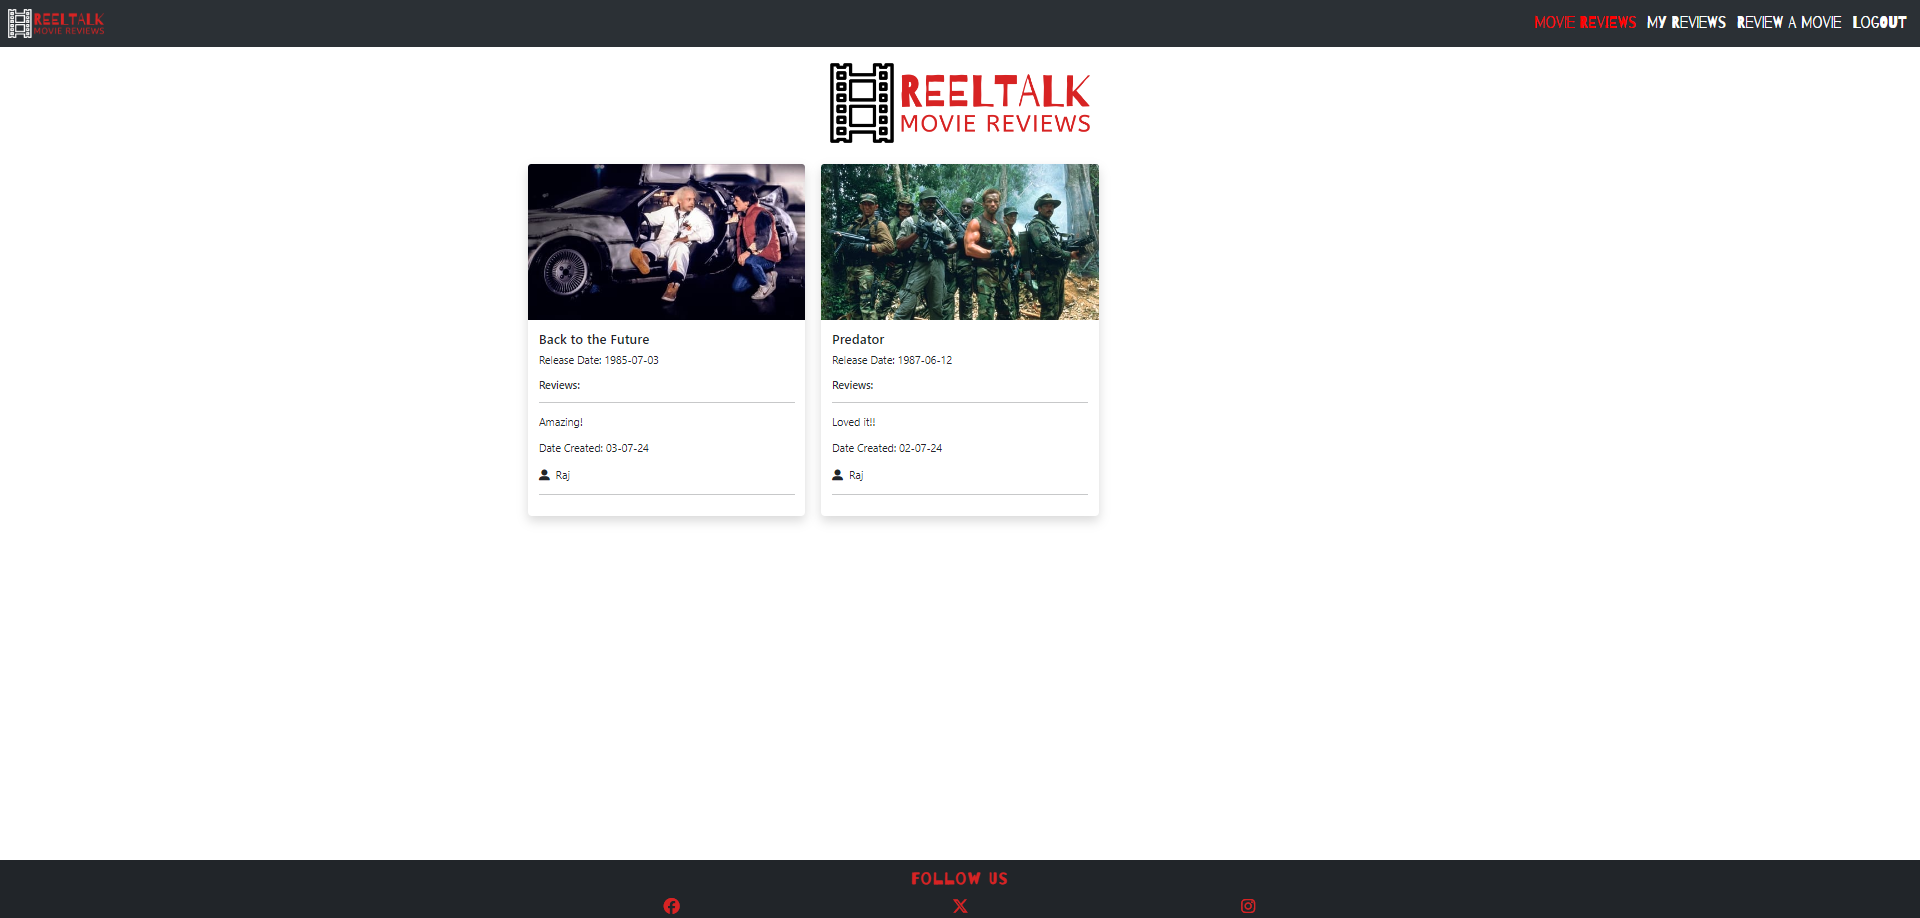 REELTALK
MOVIE REVIEWS
MOVIE REVIEWS MY REVIEWS REVIEW A MOVIE LOGOUT
REELTALK
MOVIE REVIEWS
Back to the Future
Release Date: 1985-07-03
Reviews:
Amazing!
Date Created: 03-07-24
Raj
Predator
Release Date: 1987-06-12
Reviews:
Loved it!!
Date Created: 02-07-24
Raj
FOLLOW US